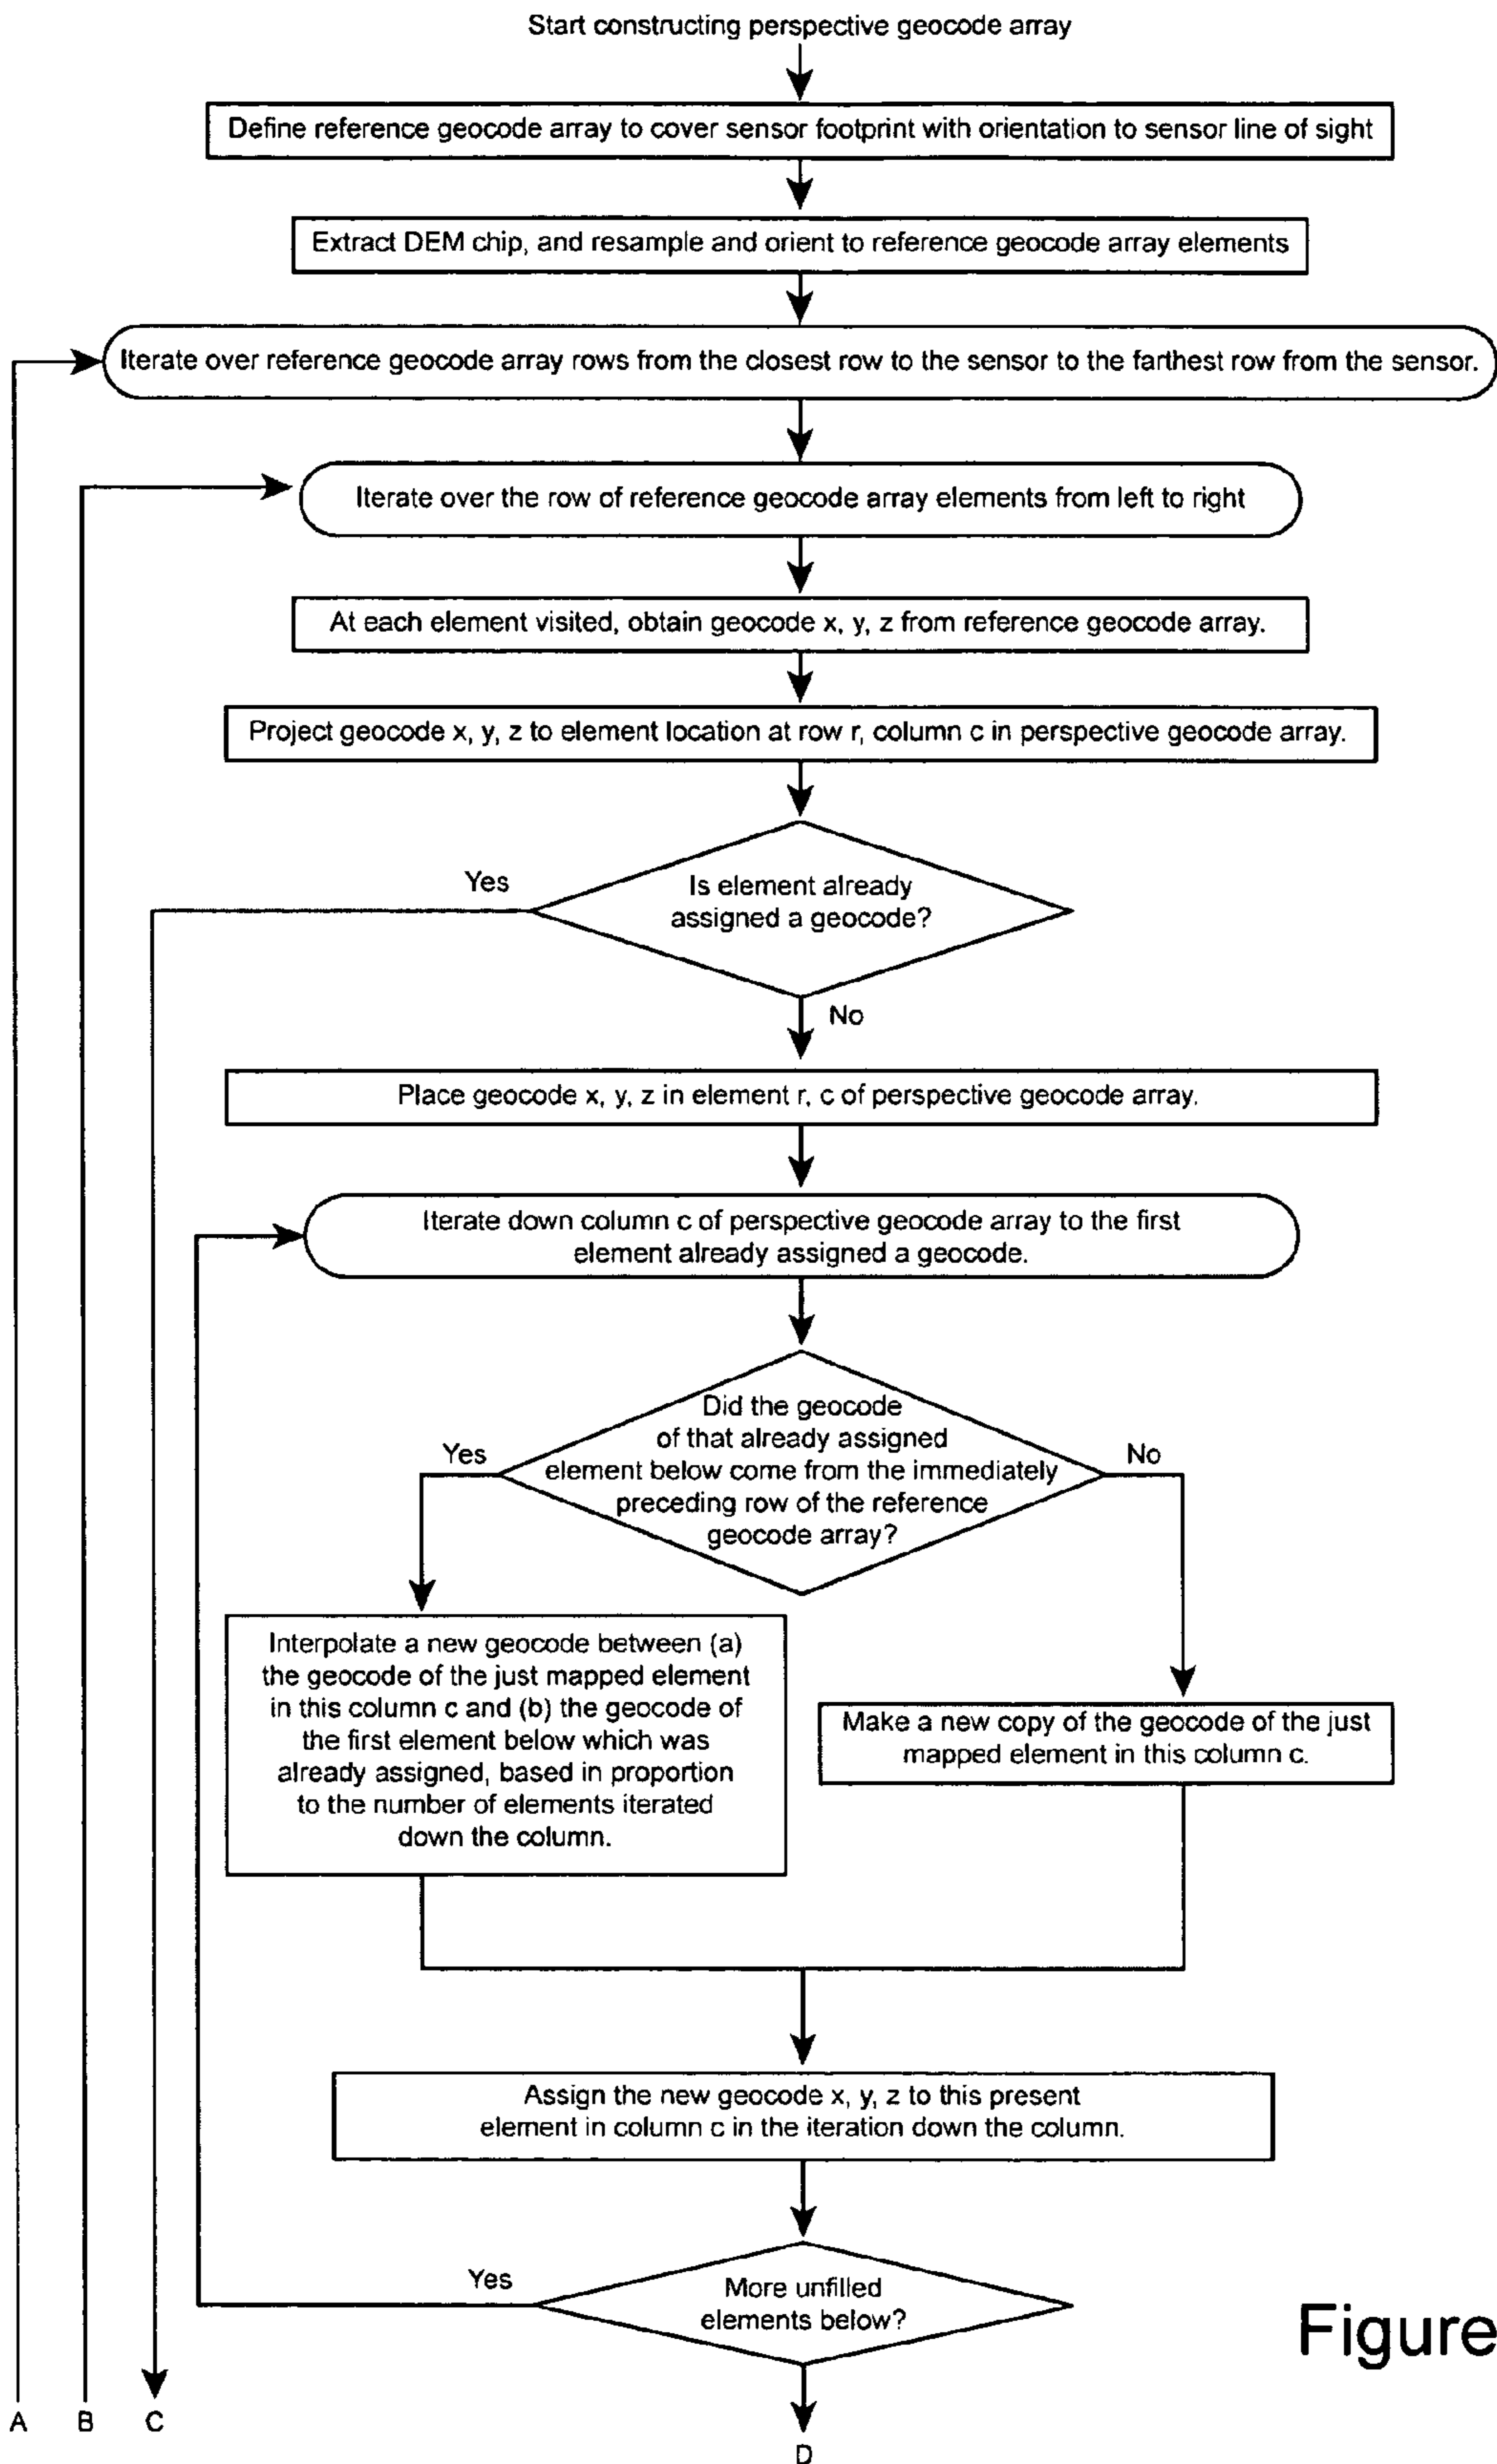 Start constructing perspective geocode array
Define reference geocode array to cover sensor footprint with orientation to sensor line of sight
Extract DEM chip, and resample and orient to reference geocode array elements
Iterate over reference geocode array rows from the closest row to the sensor to the farthest row from the sensor.
Iterate over the row of reference geocode array elements from left to right
At each element visited, obtain geocode x, y, z from reference geocode array.
Project geocode x, y, z to element location at row r, column c in perspective geocode array.
Yes
Is element already
assigned a geocode?
No
Place geocode x, y, z in element r, c of perspective geocode array.
Iterate down column c of perspective geocode array to the first
element already assigned a geocode.
Did the geocode
of that already assigned
element below come from the immediately
preceding row of the reference
geocode array?
Yes
No
Interpolate a new geocode between (a)
the geocode of the just mapped element
in this column c and (b) the geocode of
the first element below which was
already assigned, based in proportion
to the number of elements iterated
down the column.
Make a new copy of the geocode of the just
mapped element in this column c.
Assign the new geocode x, y, z to this present
element in column c in the iteration down the column.
Yes
More unfilled
elements below?
Figure
A
B
C
D